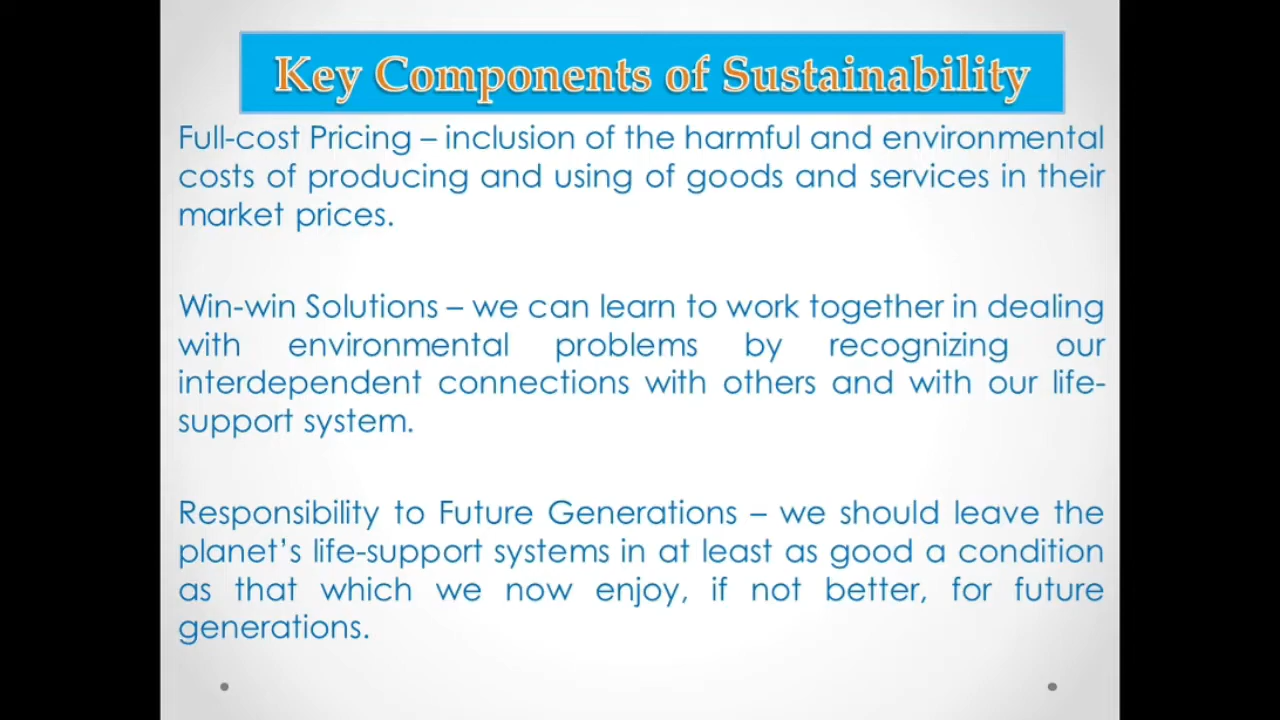 Key Components of Sustainability
Full-cost Pricing – inclusion of the harmful and environmental
costs of producing and using of goods and services in their
market prices.
Win-win Solutions – we can learn to work together in dealing
with environmental problems by recognizing our
interdependent connections with others and with our life-
support system.
Responsibility to Future Generations – we should leave the
planet’s life-support systems in at least as good a condition
as that which we now enjoy, if not better, for future
generations.